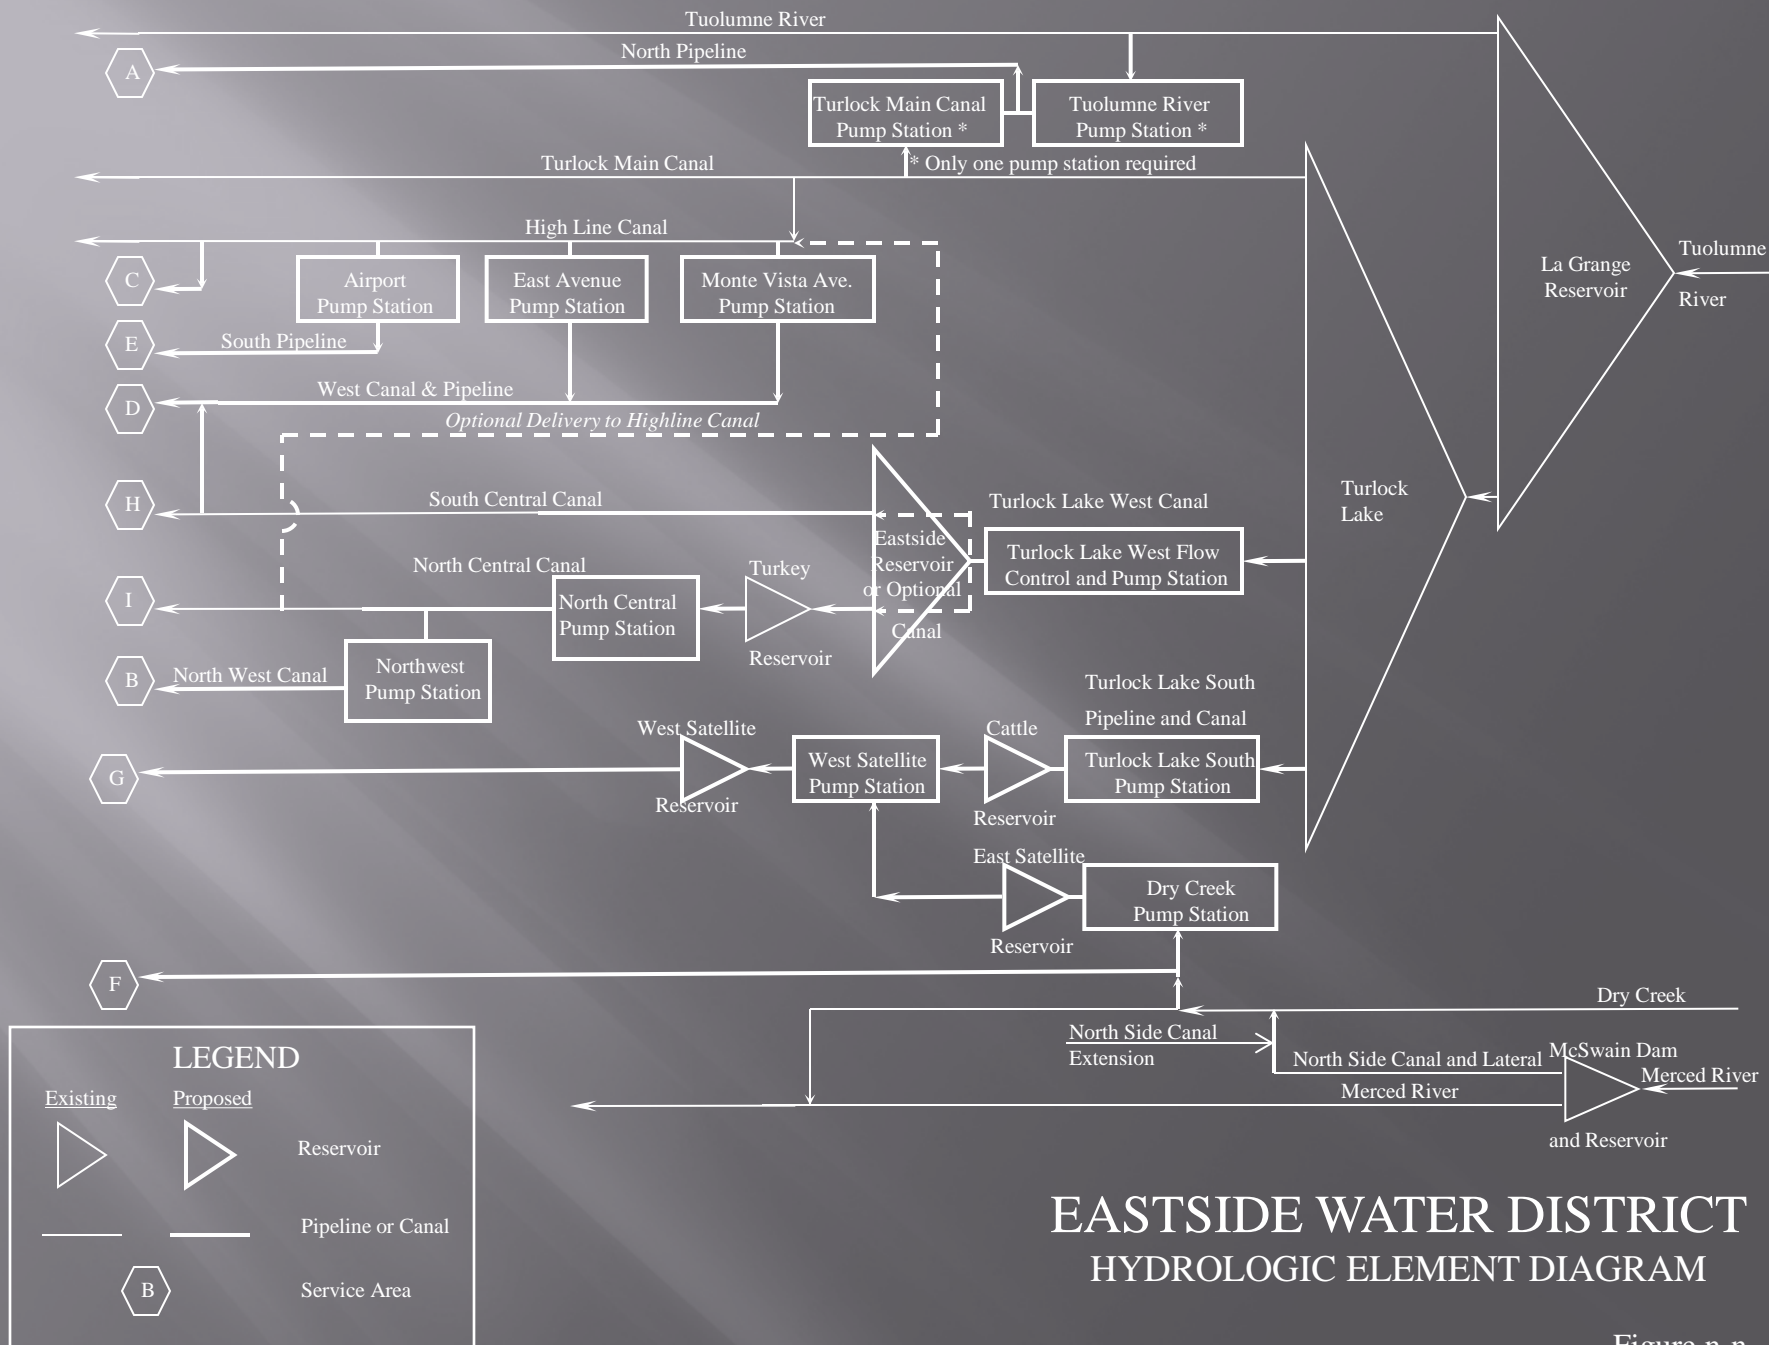 Tuolumne River
North Pipeline
A
Turlock Main Canal
Pump Station *
Tuolumne River
Pump Station *
Turlock Main Canal
* Only one pump station required
High Line Canal
C
Airport
Pump Station
East Avenue
Pump Station
Monte Vista Ave.
Pump Station
La Grange
Reservoir
Tuolumne
River
E
South Pipeline
D
West Canal & Pipeline
Optional Delivery to Highline Canal
H
South Central Canal
Turlock Lake West Canal
Turlock
Lake
Eastside
Reservoir
or Optional
Canal
Turlock Lake West Flow
Control and Pump Station
I
North Central Canal
North Central
Pump Station
Turkey
Reservoir
B
North West Canal
Northwest
Pump Station
Turlock Lake South
Pipeline and Canal
G
West Satellite
Reservoir
West Satellite
Pump Station
Cattle
Reservoir
Turlock Lake South
Pump Station
East Satellite
Reservoir
Dry Creek
Pump Station
F
Dry Creek
North Side Canal
Extension
North Side Canal and Lateral
McSwain Dam
and Reservoir
Merced River
Merced River
LEGEND
Existing
Proposed
Reservoir
Pipeline or Canal
B
Service Area
EASTSIDE WATER DISTRICT
HYDROLOGIC ELEMENT DIAGRAM
Figure n-n